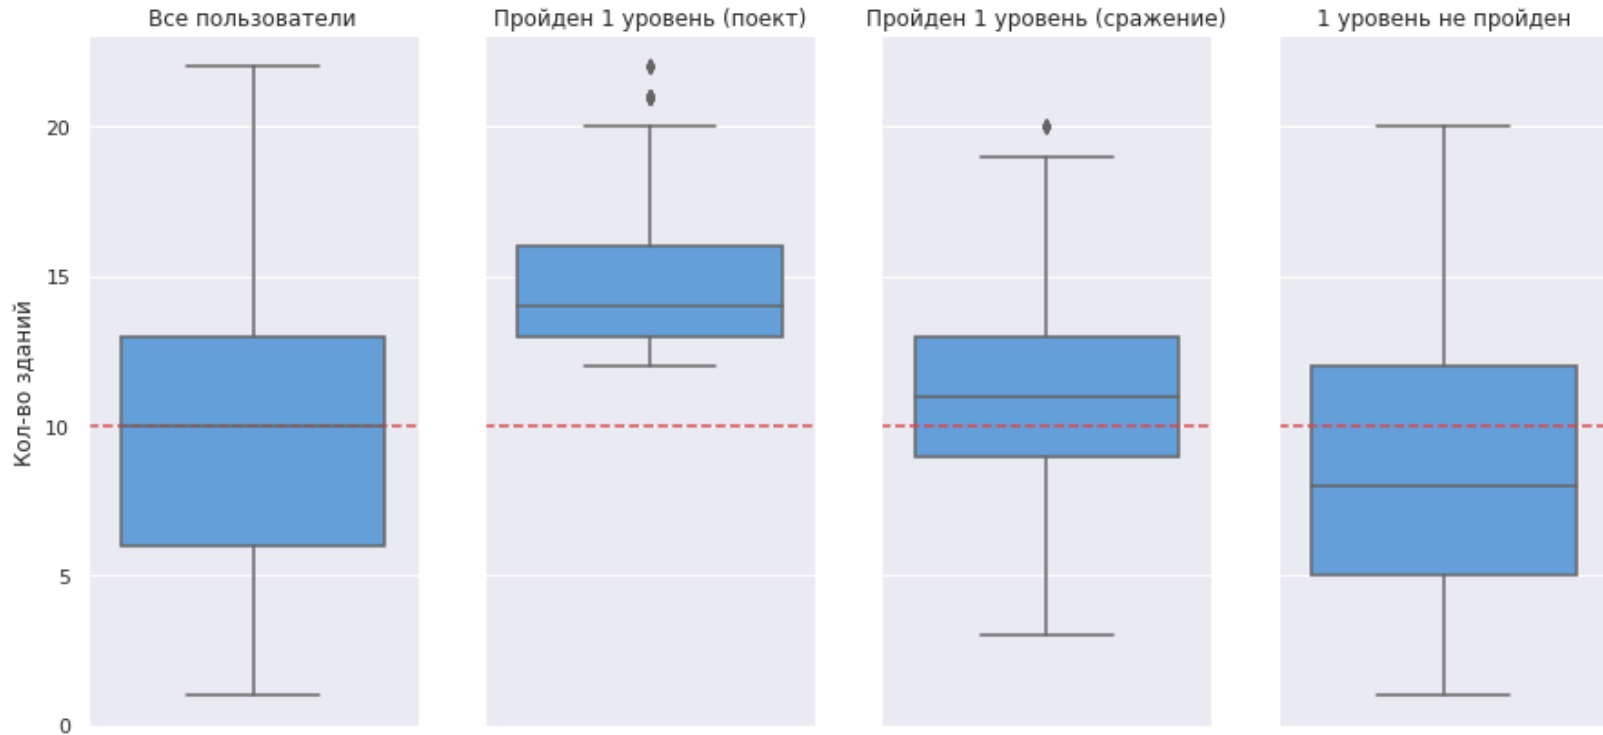 Все пользователи
Пройден 1 уровень (поект)
Пройден 1 уровень (сражение)
1 уровень не пройден
Кол-во зданий
20
15
10
5
0